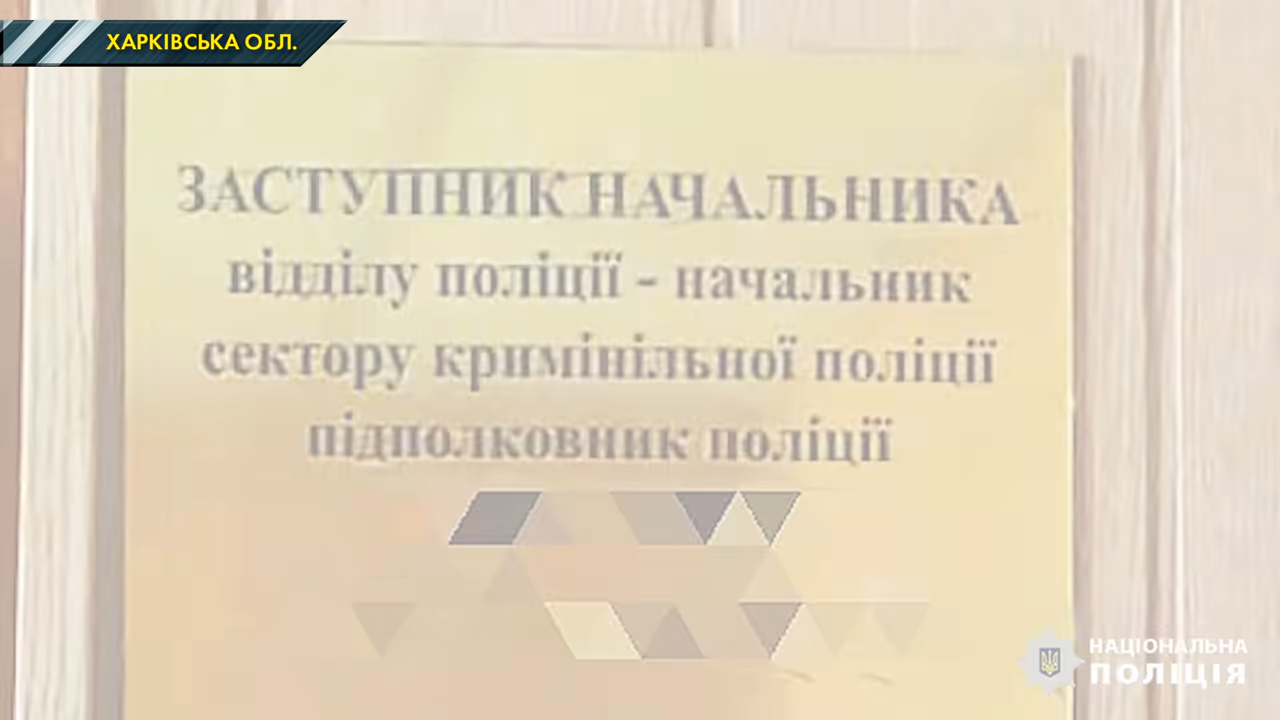 ХАРКІВСЬКА ОБЛ.
ЗАСТУПНИК НАЧАЛЬНИКА
відділу поліції - начальник
сектору кримінільної поліції
підполковник поліції
НАЦІОНАЛЬНА
ПОЛІЦІЯ